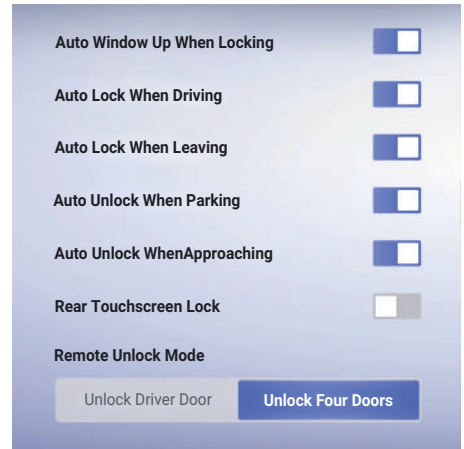 Auto Window Up When Locking
Auto Lock When Driving
Auto Lock When Leaving
Auto Unlock When Parking
Auto Unlock WhenApproaching
Rear Touchscreen Lock
Remote Unlock Mode
Unlock Driver Door
Unlock Four Doors